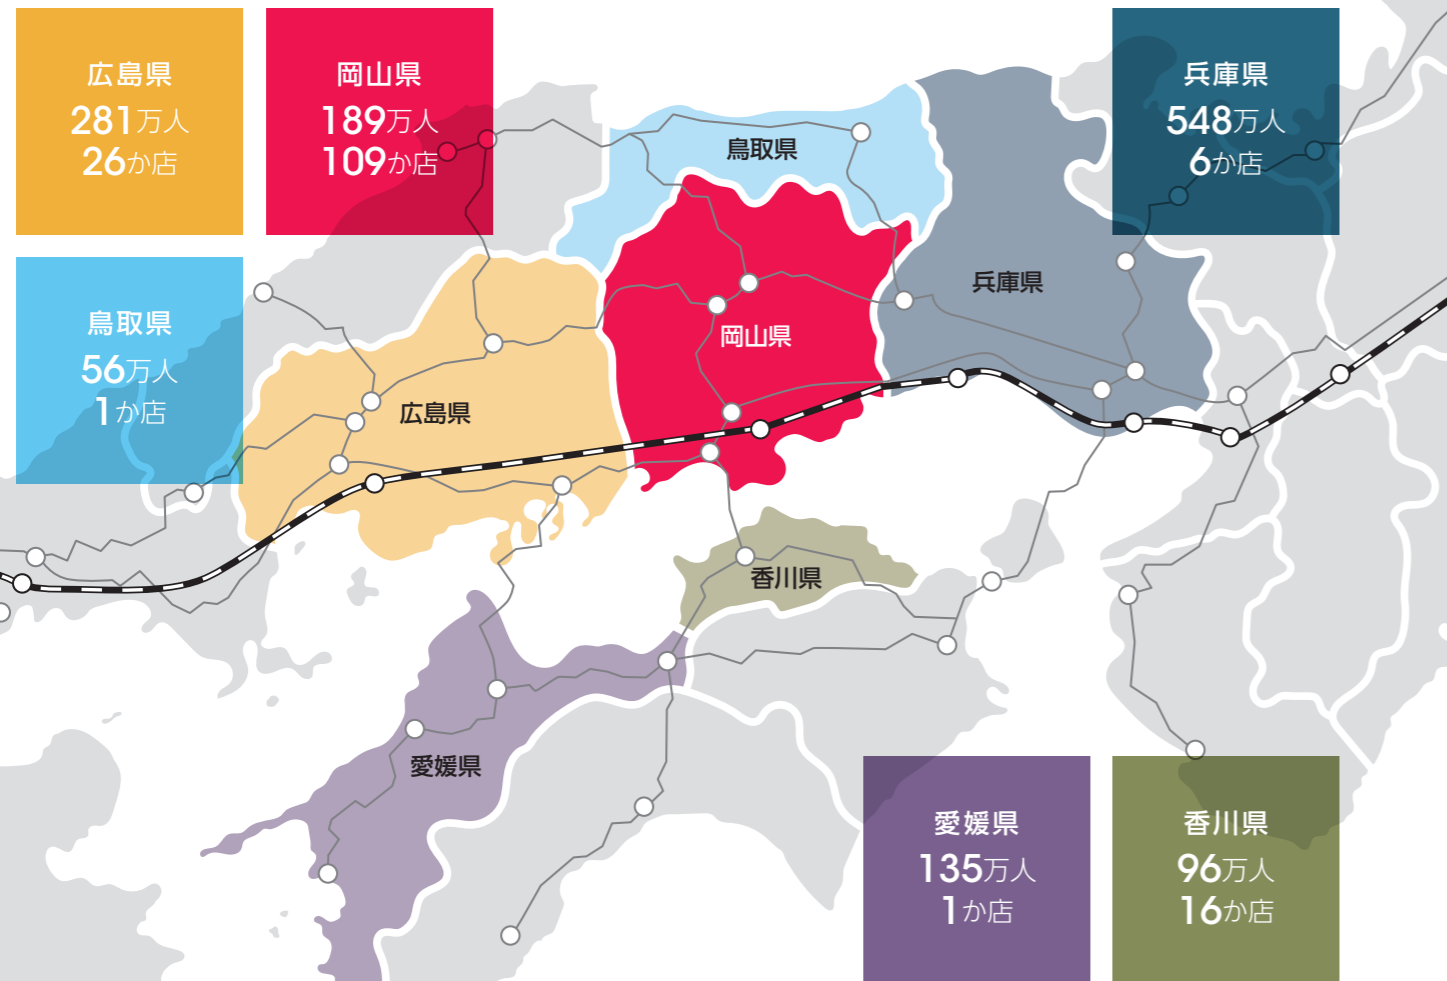 広島県
281万人
26か店
岡山県
189万人
109か店
兵庫県
548万人
6か店
鳥取県
56万人
1か店
鳥取県
兵庫県
岡山県
広島県
香川県
愛媛県
愛媛県
135万人
1か店
香川県
96万人
16か店